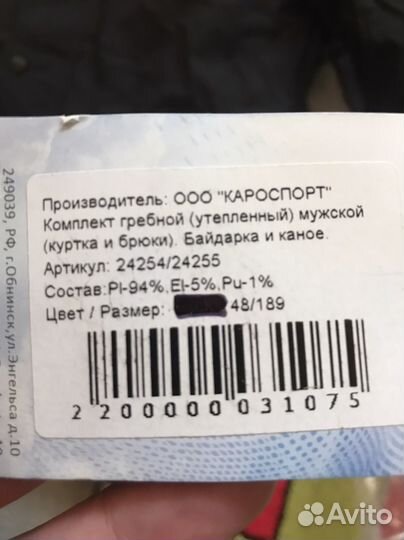 Производитель: ООО "КАРОСПОРТ"
Комплект гребной (утепленный) мужской
(куртка и брюки). Байдарка и каное.
Артикул: 24254/24255
Состав:Pl-94%,El-5%,Pu-1%
Цвет / Размер: 48/189
2 200000 031075
249039, РФ, г.Обнинск,ул.Энгельса д.10
Avito